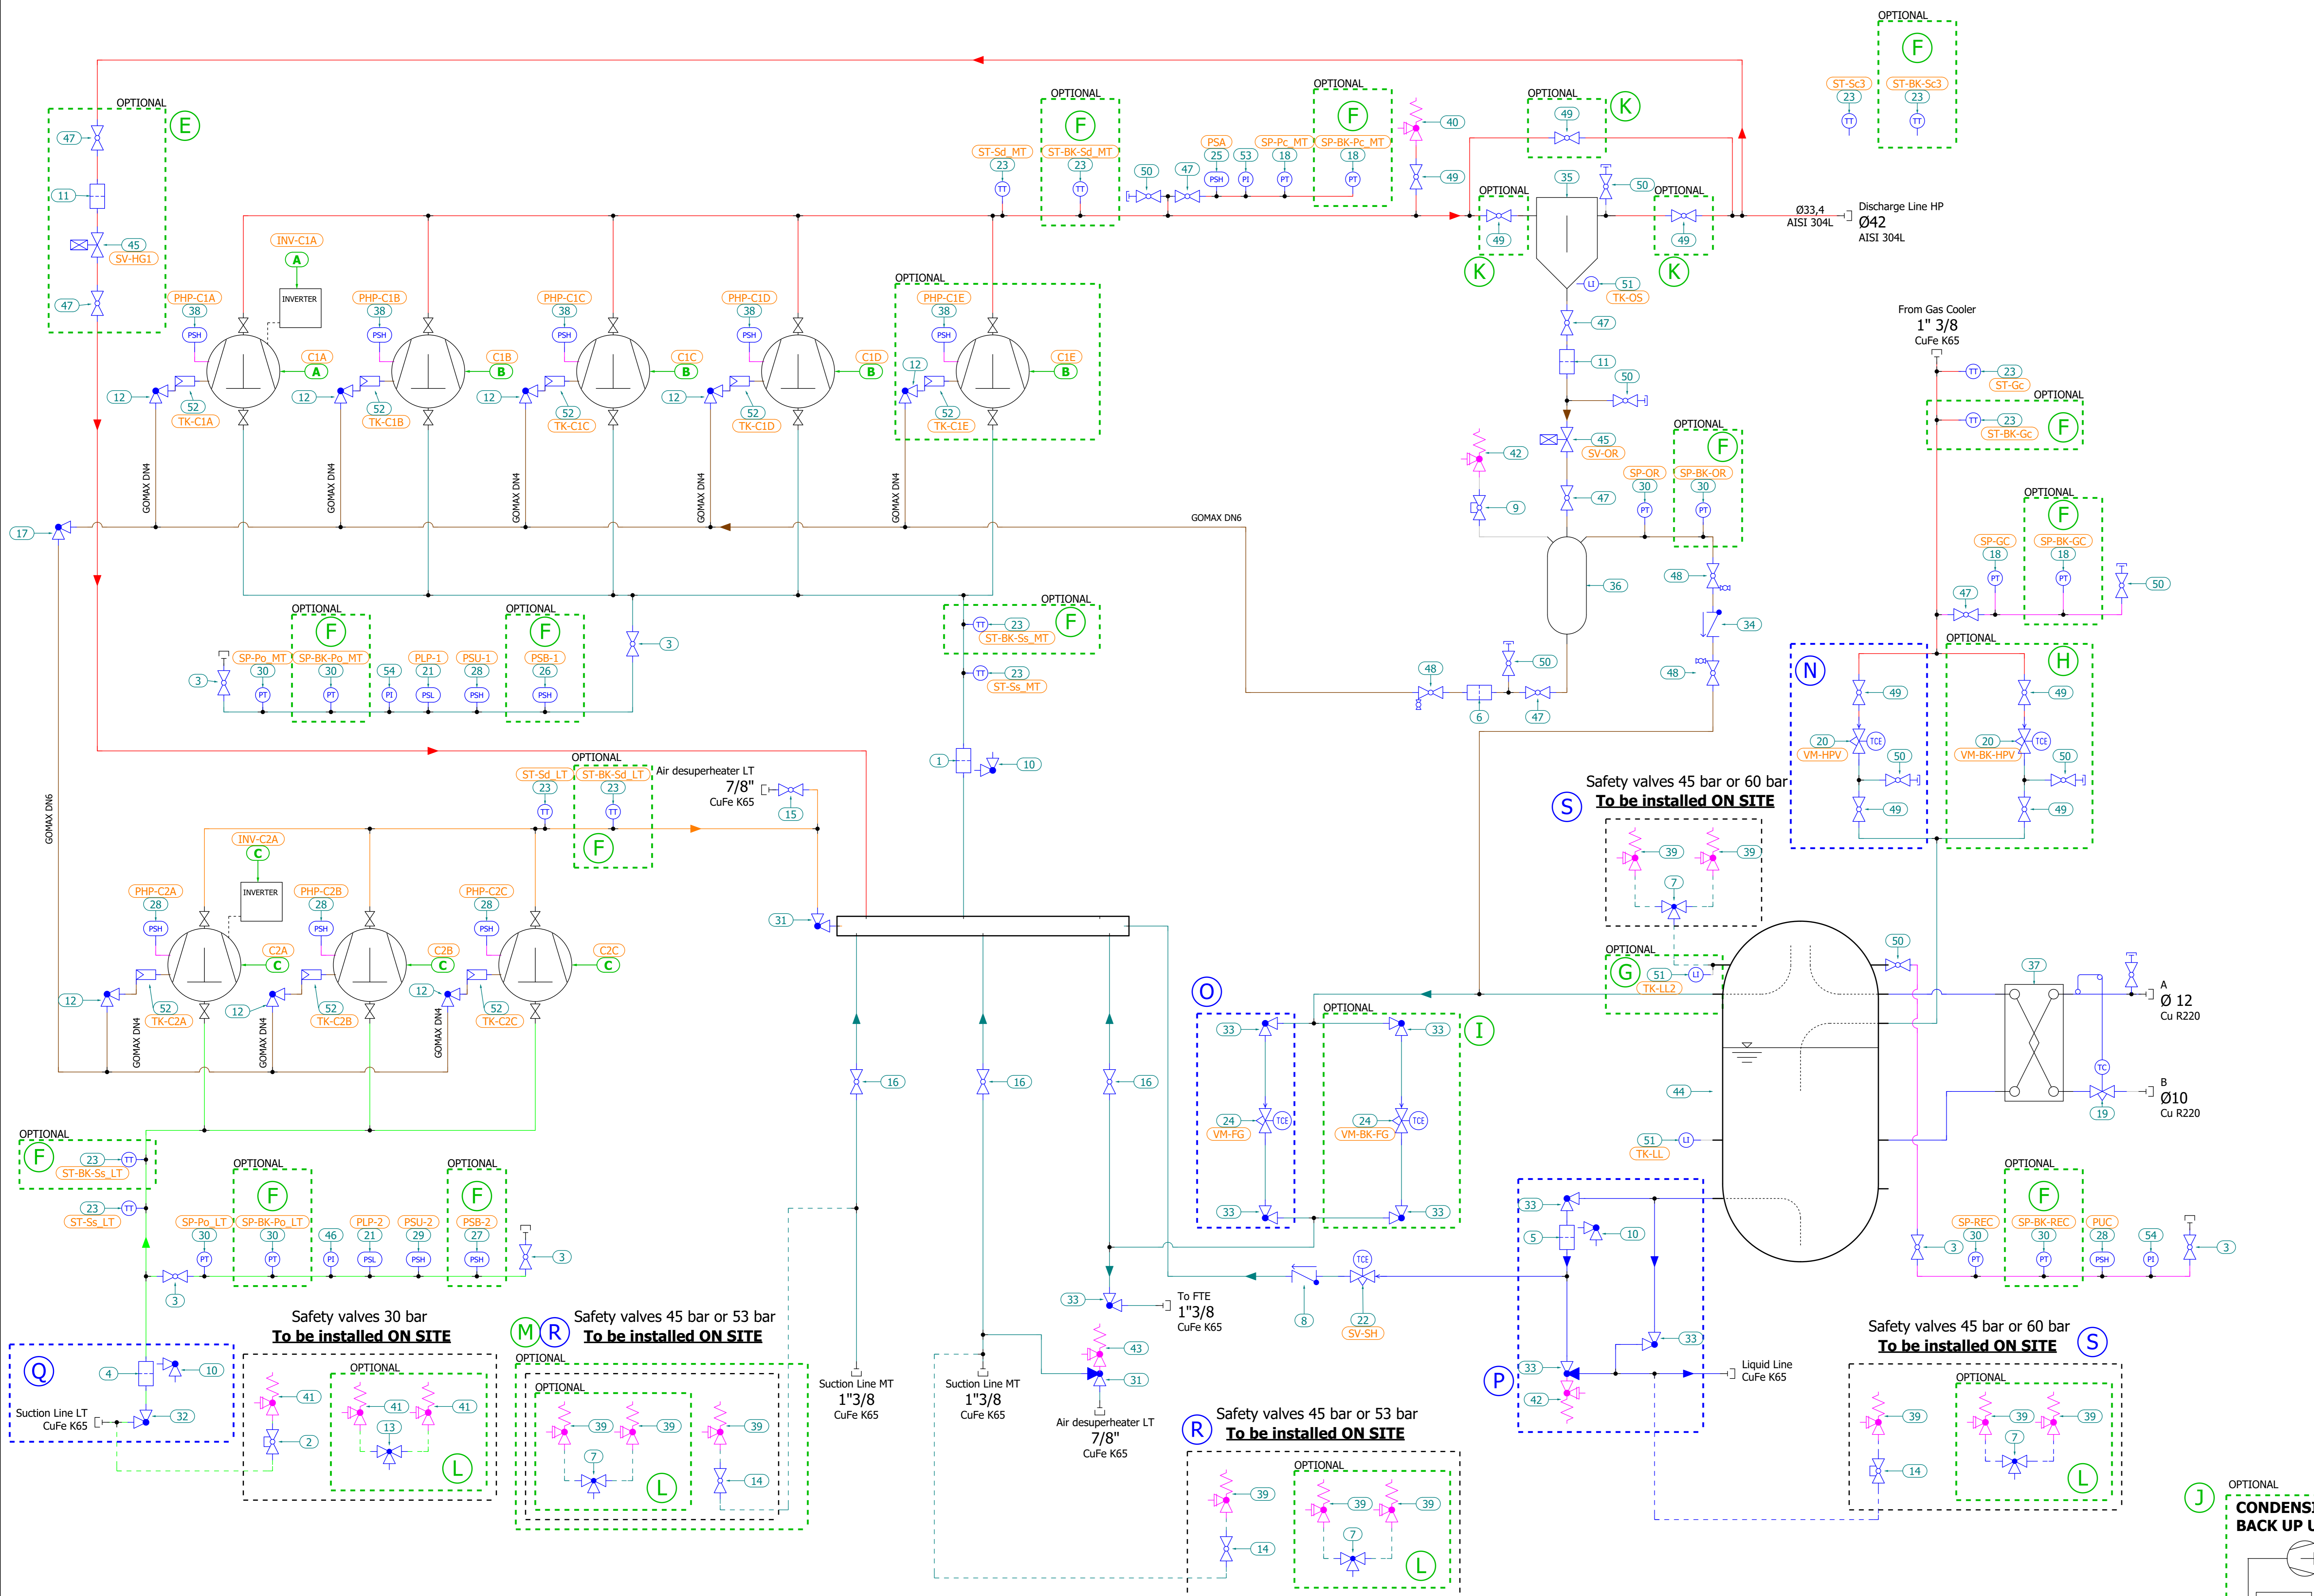 OPTIONAL
F
ST-Sc3
ST-BK-Sc3
23
23
TT
TT
OPTIONAL
E
47
11
45
SV-HG1
47
OPTIONAL
F
ST-Sd_MT
ST-BK-Sd_MT
23
23
TT
TT
OPTIONAL
F
PSA
SP-Pc_MT
SP-BK-Pc_MT
50
47
25
53
18
18
PSH
PI
PT
PT
40
49
OPTIONAL
K
49
OPTIONAL
K
49
35
50
OPTIONAL
K
49
Ø33,4
AISI 304L
Discharge Line HP
Ø42
AISI 304L
INV-C1A
A
INVERTER
PHP-C1A
38
PSH
C1A
A
12
52
TK-C1A
PHP-C1B
38
PSH
C1B
B
12
52
TK-C1B
PHP-C1C
38
PSH
C1C
B
12
52
TK-C1C
PHP-C1D
38
PSH
C1D
B
12
52
TK-C1D
OPTIONAL
PHP-C1E
38
PSH
C1E
B
12
52
TK-C1E
GOMAX DN4
GOMAX DN4
GOMAX DN4
GOMAX DN4
GOMAX DN4
GOMAX DN6
17
LI
51
TK-OS
47
11
50
45
SV-OR
47
42
9
OPTIONAL
F
SP-OR
SP-BK-OR
30
30
PT
PT
36
48
34
48
50
48
6
47
From Gas Cooler
1" 3/8
CuFe K65
TT
23
ST-Gc
OPTIONAL
TT
23
ST-BK-Gc
F
OPTIONAL
F
SP-GC
SP-BK-GC
18
18
PT
PT
47
50
N
49
20
TCE
VM-HPV
50
49
OPTIONAL
H
49
20
TCE
VM-BK-HPV
50
49
OPTIONAL
F
OPTIONAL
F
SP-Po_MT
SP-BK-Po_MT
PLP-1
PSU-1
PSB-1
3
30
30
54
21
28
26
PT
PT
PI
PSL
PSH
PSH
3
OPTIONAL
TT
23
ST-BK-Ss_MT
F
TT
23
ST-Ss_MT
1
10
OPTIONAL
ST-Sd_LT
ST-BK-Sd_LT
23
23
TT
TT
F
Air desuperheater LT
7/8"
CuFe K65
15
31
GOMAX DN6
INV-C2A
C
INVERTER
PHP-C2A
28
PSH
C2A
C
12
52
TK-C2A
PHP-C2B
28
PSH
C2B
C
12
52
TK-C2B
PHP-C2C
28
PSH
C2C
C
12
52
TK-C2C
GOMAX DN4
GOMAX DN4
GOMAX DN4
16
16
16
S
Safety valves 45 bar or 60 bar
To be installed ON SITE
39
39
7
OPTIONAL
G
51
LI
TK-LL2
50
37
A
Ø 12
Cu R220
TC
B
Ø10
Cu R220
19
44
51
LI
TK-LL
O
33
24
TCE
VM-FG
33
OPTIONAL
I
33
24
TCE
VM-BK-FG
33
OPTIONAL
F
23
TT
ST-BK-Ss_LT
23
TT
ST-Ss_LT
OPTIONAL
F
OPTIONAL
F
SP-Po_LT
SP-BK-Po_LT
PLP-2
PSU-2
PSB-2
30
30
46
21
29
27
PT
PT
PI
PSL
PSH
PSH
3
3
33
5
10
33
33
42
P
Liquid Line
CuFe K65
OPTIONAL
F
SP-REC
SP-BK-REC
PUC
3
30
30
28
54
3
PT
PT
PSH
PI
TCE
8
22
SV-SH
33
To FTE
1"3/8
CuFe K65
43
31
Air desuperheater LT
7/8"
CuFe K65
Suction Line MT
1"3/8
CuFe K65
Suction Line MT
1"3/8
CuFe K65
Q
4
10
32
Suction Line LT
CuFe K65
Safety valves 30 bar
To be installed ON SITE
41
2
OPTIONAL
41
41
13
L
M
R
Safety valves 45 bar or 53 bar
To be installed ON SITE
OPTIONAL
OPTIONAL
39
39
39
7
L
14
R
Safety valves 45 bar or 53 bar
To be installed ON SITE
39
14
OPTIONAL
39
39
7
L
Safety valves 45 bar or 60 bar
To be installed ON SITE
S
39
14
OPTIONAL
39
39
7
L
J
OPTIONAL
BACK UP